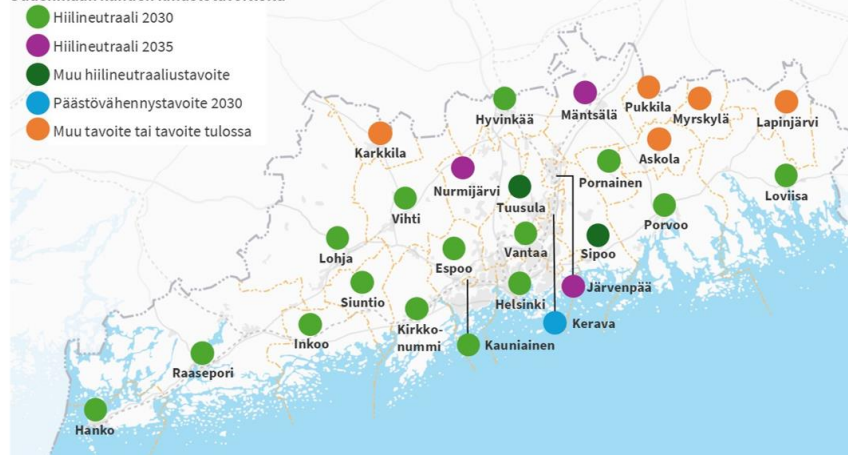 Hiilineutraali 2030
Hiilineutraali 2035
Muu hiilineutraaliustavoite
Päästövähennystavoite 2030
Muu tavoite tai tavoite tulossa
Hyvinkää
Mäntsälä
Pukkila
Myrskylä
Lapinjärvi
Karkkila
Askola
Nurmijärvi
Pornainen
Loviisa
Vihti
Tuusula
Porvoo
Lohja
Espoo
Vantaa
Sipoo
Siuntio
Helsinki
Järvenpää
Inkoo
Kirkko-
nummi
Kauniainen
Kerava
Raasepori
Hanko